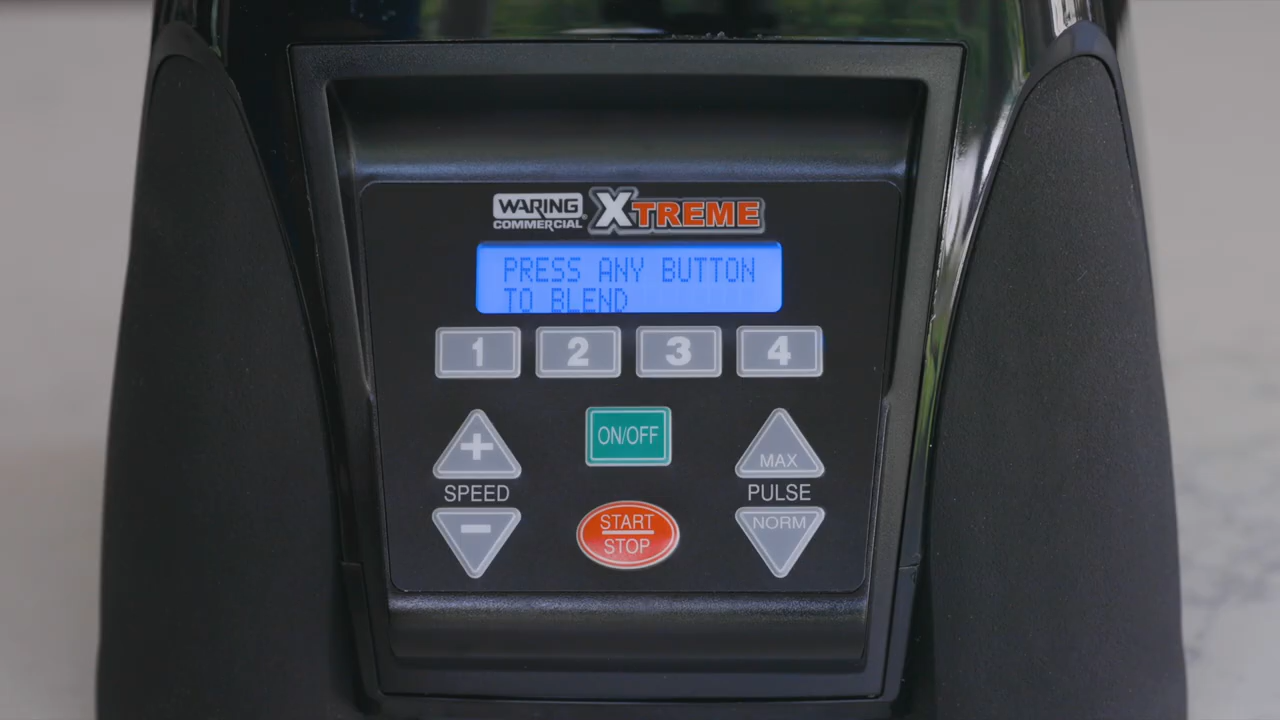 WARING
COMMERCIAL®
XTREME
PRESS ANY BUTTON
TO BLEND
1 2 3 4
+
ON/OFF
MAX
SPEED
PULSE
-
START
STOP
NORM